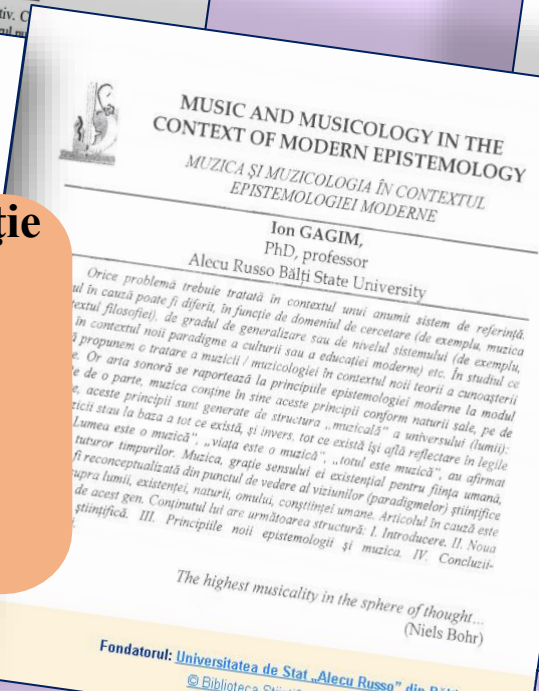 tiv. C
MUSIC AND MUSICOLOGY IN THE
CONTEXT OF MODERN EPISTEMOLOGY
MUZICA ȘI MUZICOLOGIA ÎN CONTEXTUL
EPISTEMOLOGIEI MODERNE
Ion GAGIM,
PhD, professor
Alecu Russo Bălți State University
ție
Orice problemă trebuie tratată în contextul unui anumit sistem de referință.
ul în cauză poate fi diferit, în funcție de domeniul de cercetare (de exemplu, muzica
textul filosofiei), de gradul de generalizare sau de nivelul sistemului (de exemplu,
în contextul noii paradigme a culturii sau a educației moderne) etc. În studiul ce
propunem o tratare a muzicii / muzicologiei în contextul noii teorii a cunoașterii
e. Or arta sonoră se raportează la principiile epistemologiei moderne la modul
e de o parte, muzica conține în sine aceste principii conform naturii sale, pe de
e, aceste principii sunt generate de structura „muzicală” a universului (lumii):
zicii stau la baza a tot ce există, și invers, tot ce există își află reflectare în legile
Lumea este o muzică”, „viața este o muzică”, „totul este muzică”, au afirmat
tuturor timpurilor. Muzica, grație sensului ei existențial pentru ființa umană,
fi reconceptualizată din punctul de vedere al viziunilor (paradigmelor) științifice
upra lumii, existenței, naturii, omului, conștiinței umane. Articolul în cauză este
de acest gen. Conținutul lui are următoarea structură: I. Introducere. II. Noua
științifică. III. Principiile noii epistemologii și muzica. IV. Concluzii-
The highest musicality in the sphere of thought...
(Niels Bohr)
Fondatorul: Universitatea de Stat „Alecu Russo” din
© Biblioteca